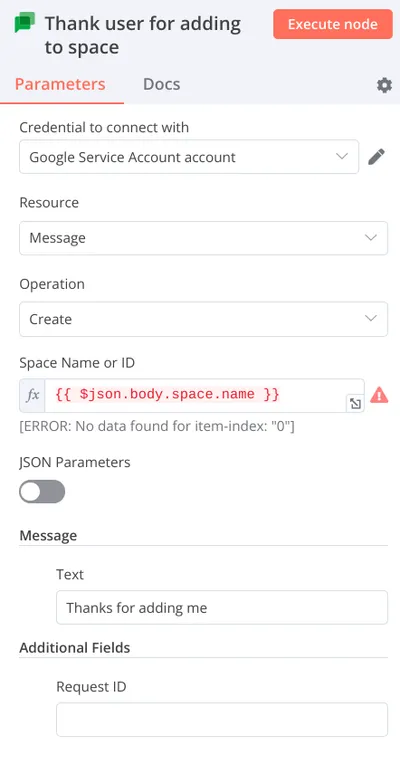 Thank user for adding
to space
Execute node
Parameters
Docs
Credential to connect with
Google Service Account account
Resource
Message
Operation
Create
Space Name or ID
fx {{ $json.body.space.name }}
[ERROR: No data found for item-index: "0"]
JSON Parameters
Message
Text
Thanks for adding me
Additional Fields
Request ID